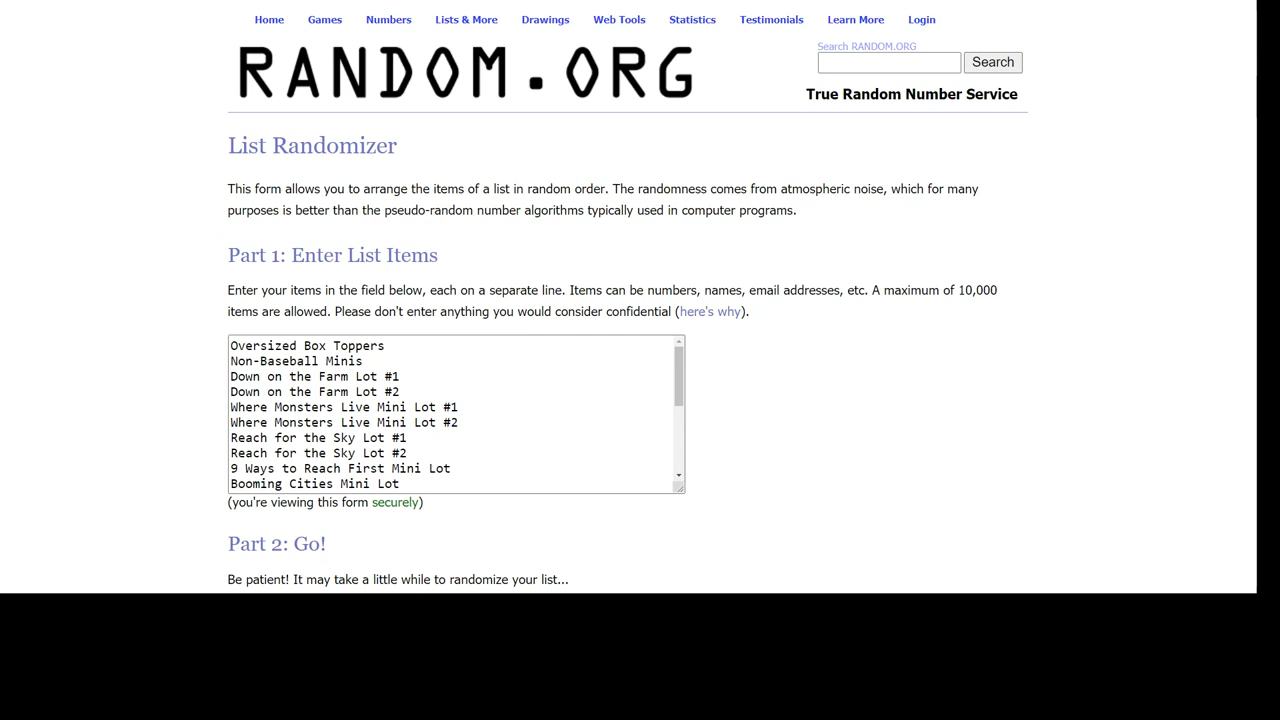 Home Games Numbers Lists & More Drawings Web Tools Statistics Testimonials Learn More Login
RANDOM.ORG
Search RANDOM.ORG
Search
True Random Number Service
List Randomizer
This form allows you to arrange the items of a list in random order. The randomness comes from atmospheric noise, which for many
purposes is better than the pseudo-random number algorithms typically used in computer programs.
Part 1: Enter List Items
Enter your items in the field below, each on a separate line. Items can be numbers, names, email addresses, etc. A maximum of 10,000
items are allowed. Please don't enter anything you would consider confidential (here's why).
Oversized Box Toppers
Non-Baseball Minis
Down on the Farm Lot #1
Down on the Farm Lot #2
Where Monsters Live Mini Lot #1
Where Monsters Live Mini Lot #2
Reach for the Sky Lot #1
Reach for the Sky Lot #2
9 Ways to Reach First Mini Lot
Booming Cities Mini Lot
(you're viewing this form securely)
Part 2: Go!
Be patient! It may take a little while to randomize your list...